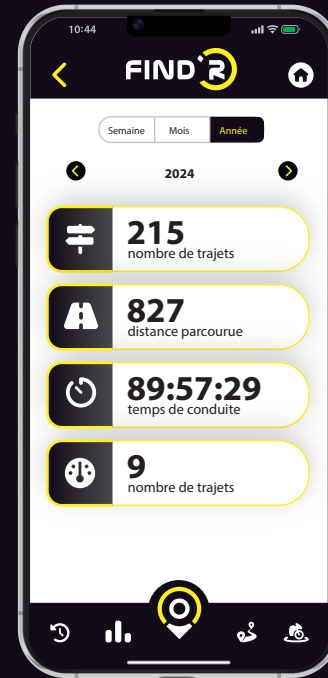 10:44
FIND'R
Semaine Mois Année
2024
215
nombre de trajets
827
distance parcourue
89:57:29
temps de conduite
9
nombre de trajets